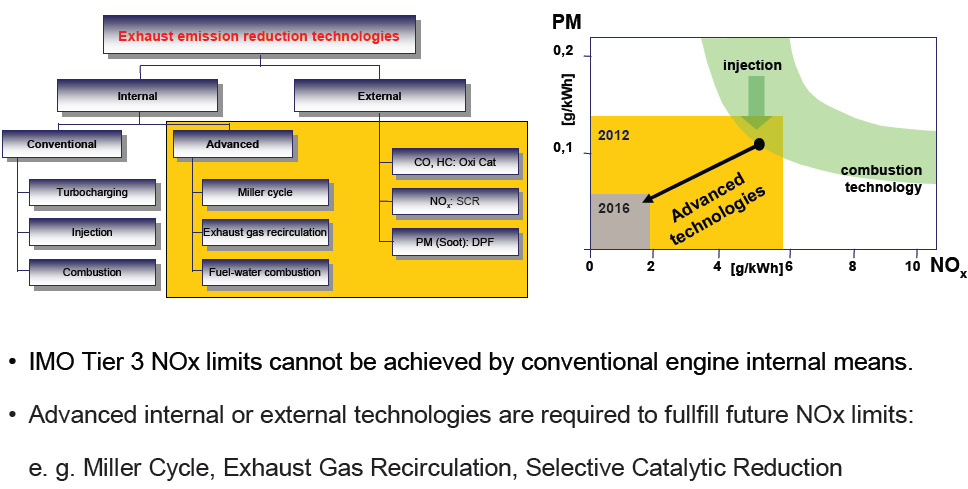 Exhaust emission reduction technologies
Internal
External
Conventional
Advanced
Turbocharging
Injection
Combustion
Miller cycle
Exhaust gas recirculation
Fuel-water combustion
CO, HC: Oxi Cat
NOx: SCR
PM (Soot): DPF
PM
[g/kWh]
0,2
0,1
injection
2012
2016
combustion
technology
Advanced
technologies
0 2 4 [g/kWh] 6 8 10 NOx
• IMO Tier 3 NOx limits cannot be achieved by conventional engine internal means.
• Advanced internal or external technologies are required to fullfill future NOx limits:
e. g. Miller Cycle, Exhaust Gas Recirculation, Selective Catalytic Reduction